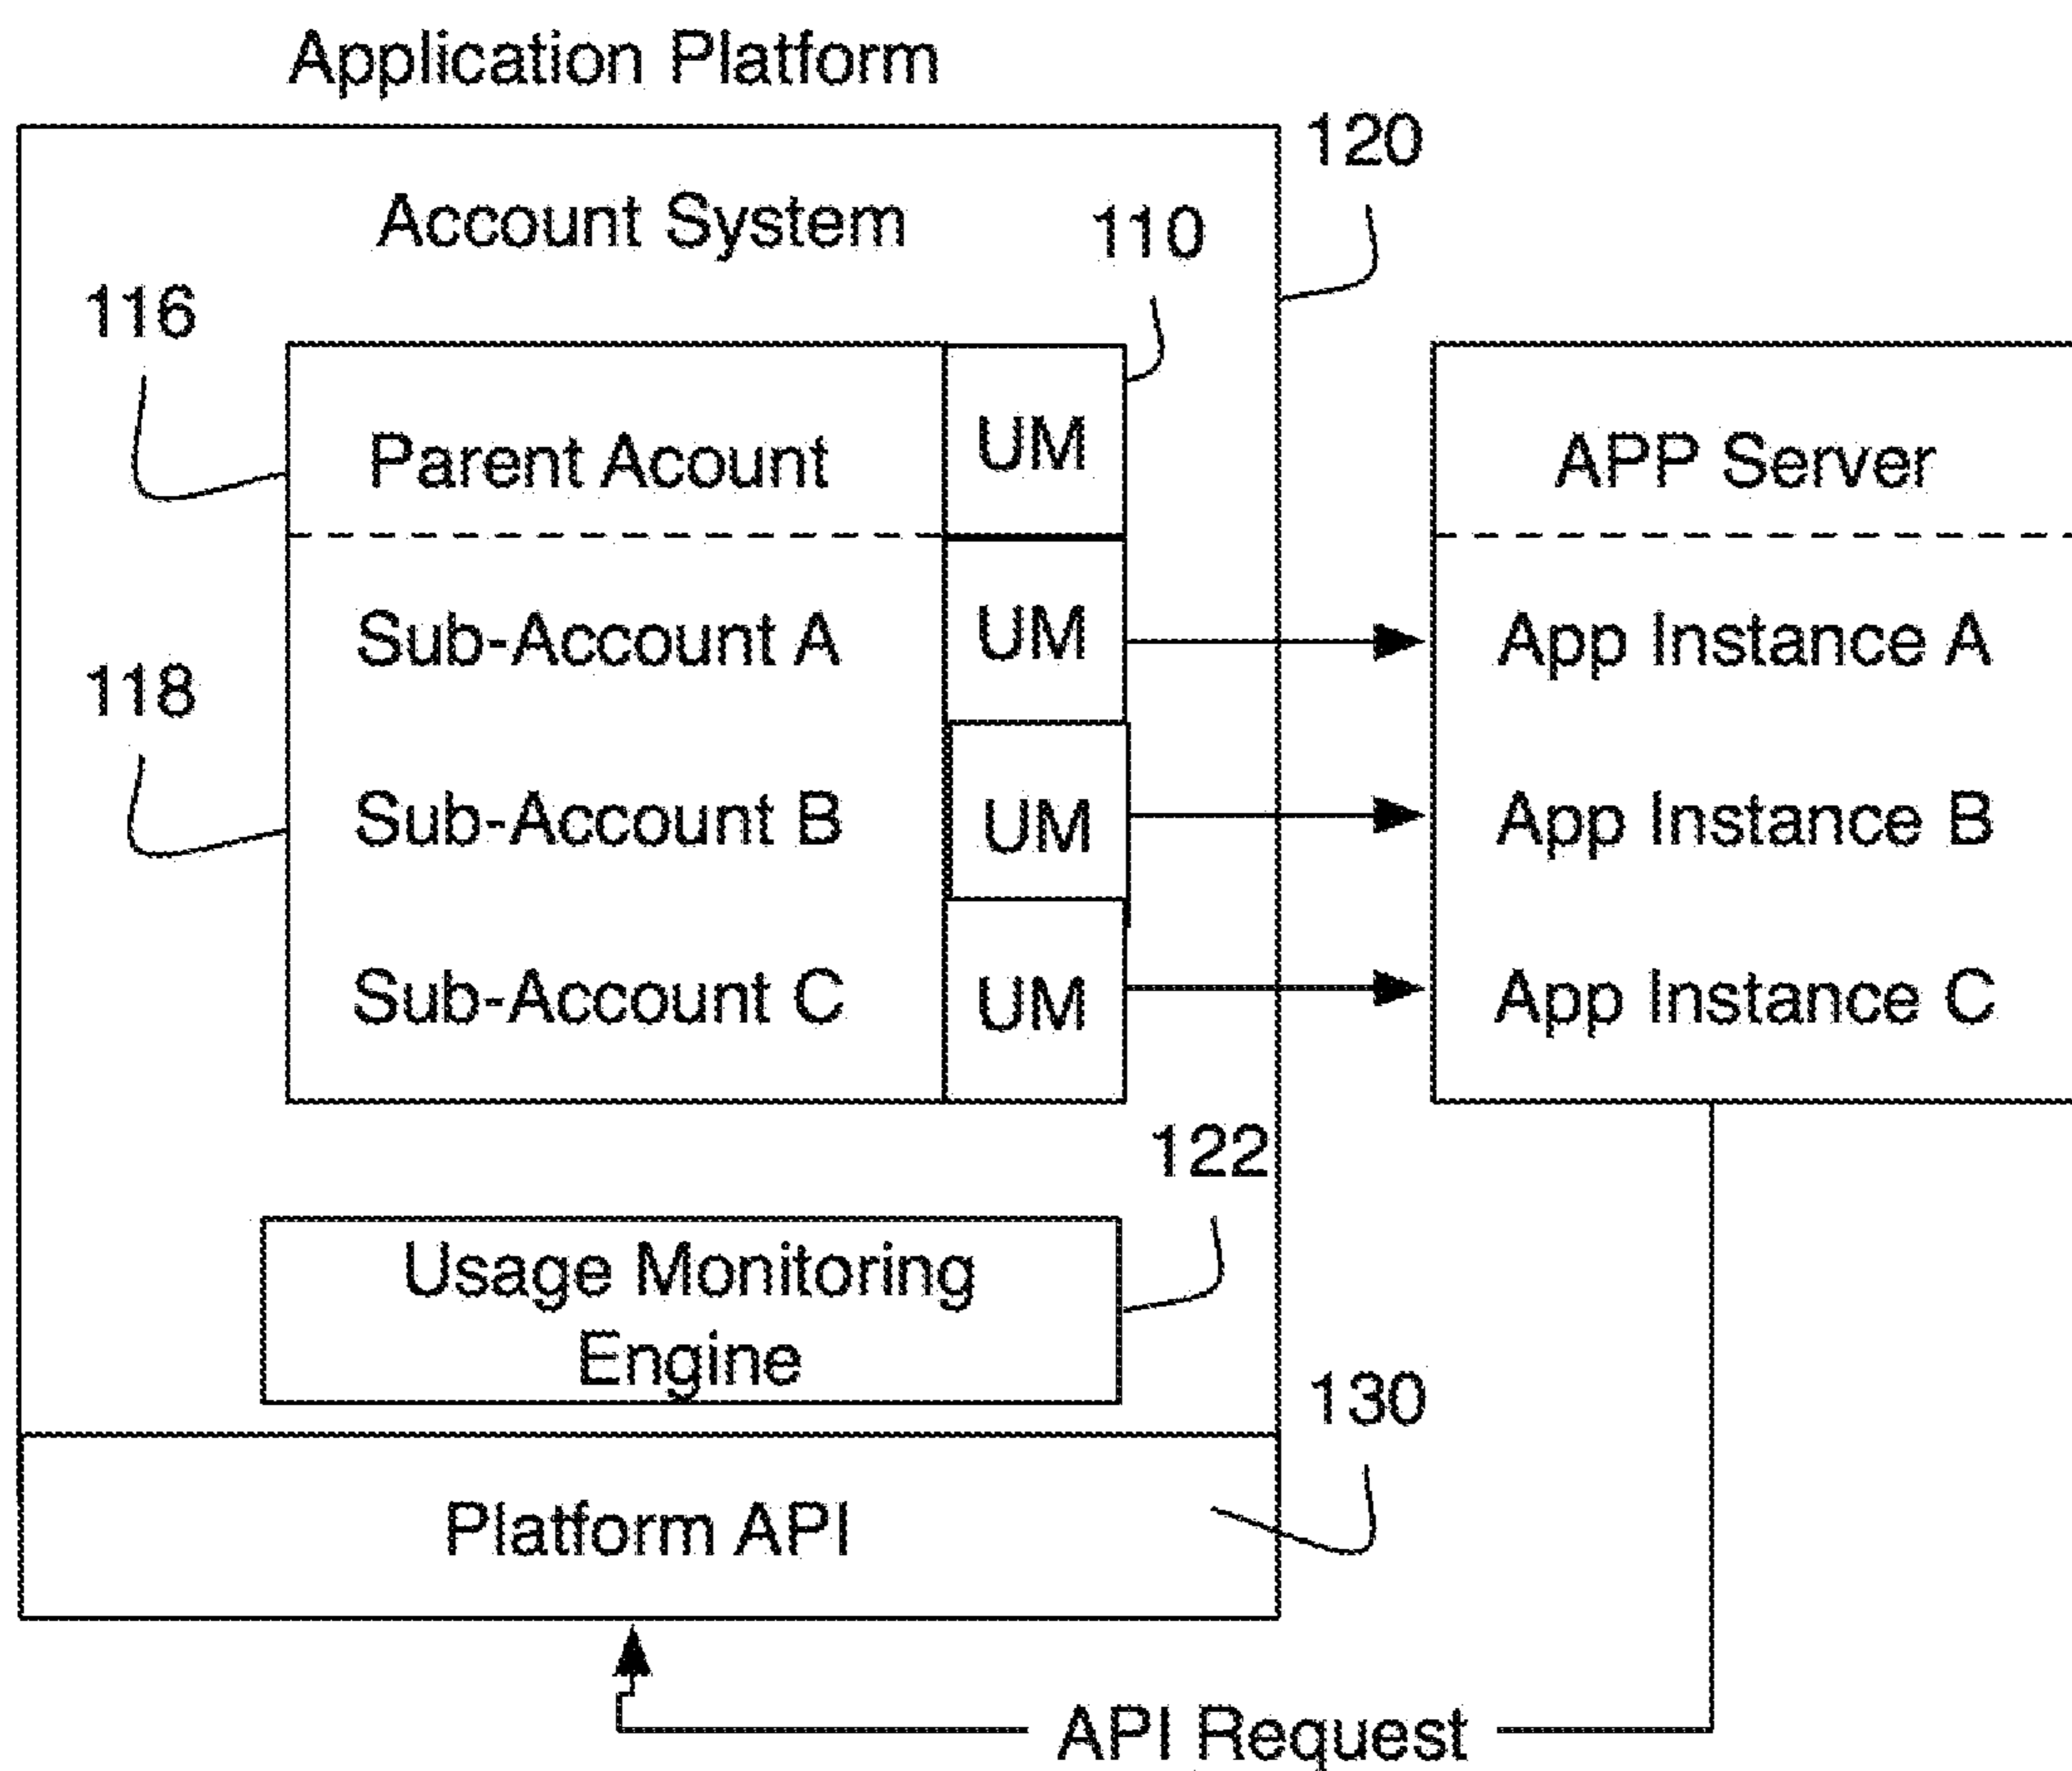 Application Platform
120
Account System
110
116
Parent Acount
UM
APP Server
Sub-Account A
UM
App Instance A
118
Sub-Account B
UM
App Instance B
Sub-Account C
UM
App Instance C
122
Usage Monitoring
Engine
130
Platform API
API Request